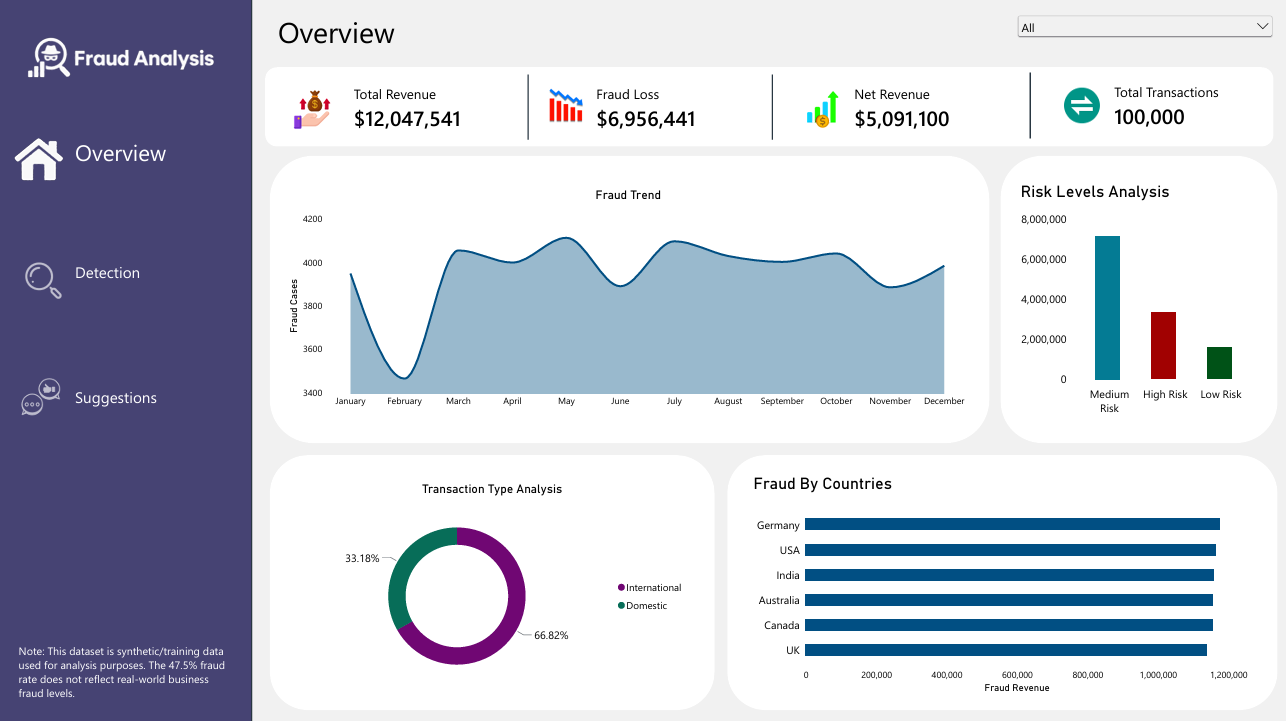 Fraud Analysis
Overview
Detection
Suggestions
Note: This dataset is synthetic/training data
used for analysis purposes. The 47.5% fraud
rate does not reflect real-world business
fraud levels.
Overview
All
Total Revenue
$12,047,541
Fraud Loss
$6,956,441
Net Revenue
$5,091,100
Total Transactions
100,000
Fraud Trend
Fraud Cases
4200
4000
3800
3600
3400
January February March April May June July August September October November December
Risk Levels Analysis
8,000,000
6,000,000
4,000,000
2,000,000
0
Medium High Risk Low Risk
Risk
Transaction Type Analysis
33.18%
66.82%
International
Domestic
Fraud By Countries
Germany
USA
India
Australia
Canada
UK
0 200,000 400,000 600,000 800,000 1,000,000 1,200,000
Fraud Revenue